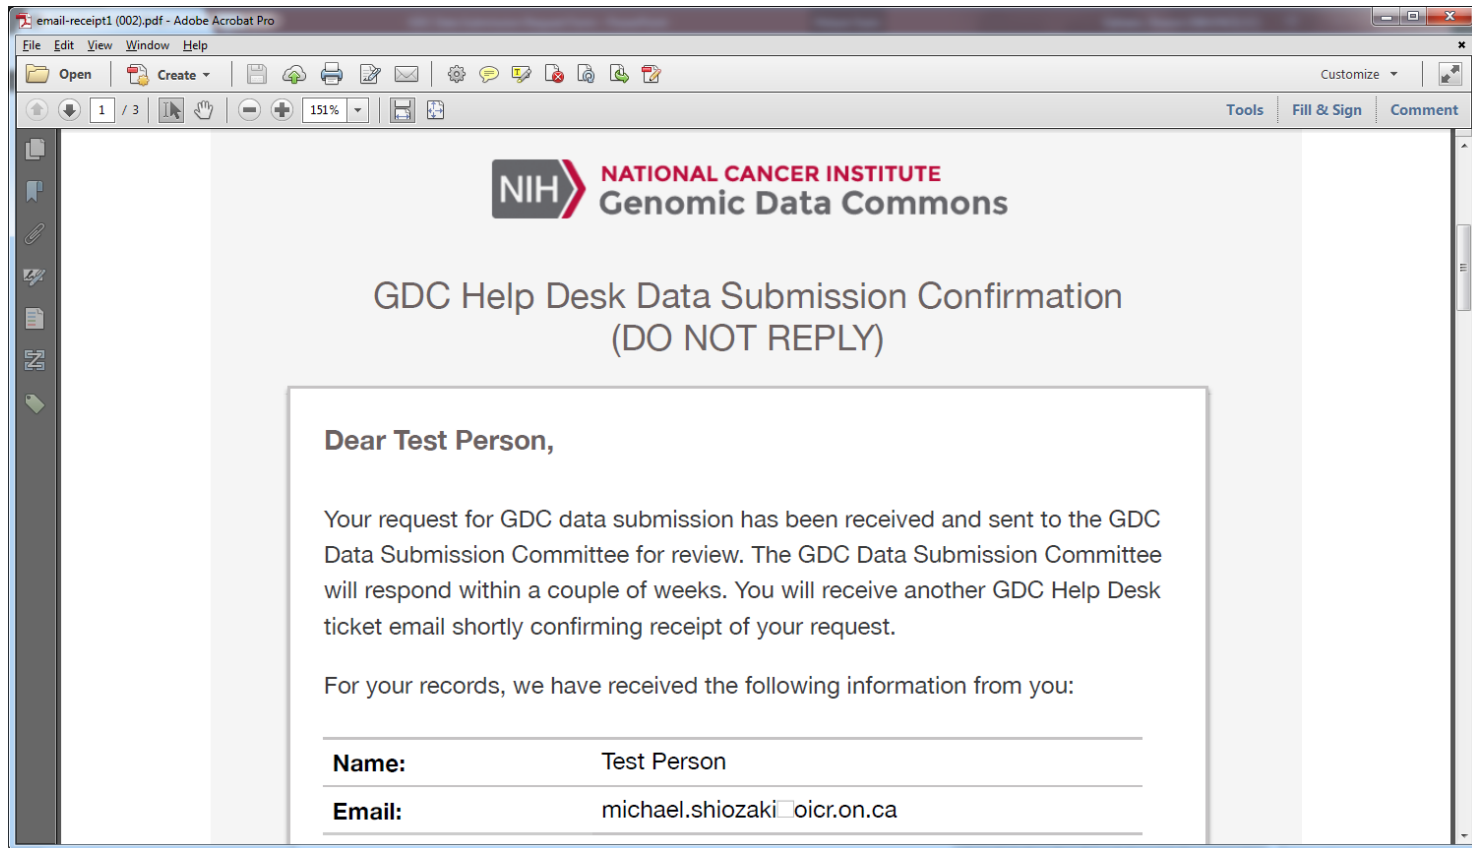 email-receipt1 (002).pdf - Adobe Acrobat Pro
File Edit View Window Help
Open Create Customize
1 / 3 151% Tools Fill & Sign Comment
NIH NATIONAL CANCER INSTITUTE
Genomic Data Commons
GDC Help Desk Data Submission Confirmation
(DO NOT REPLY)
Dear Test Person,
Your request for GDC data submission has been received and sent to the GDC
Data Submission Committee for review. The GDC Data Submission Committee
will respond within a couple of weeks. You will receive another GDC Help Desk
ticket email shortly confirming receipt of your request.
For your records, we have received the following information from you:
Name: Test Person
Email: michael.shiozaki□oicr.on.ca